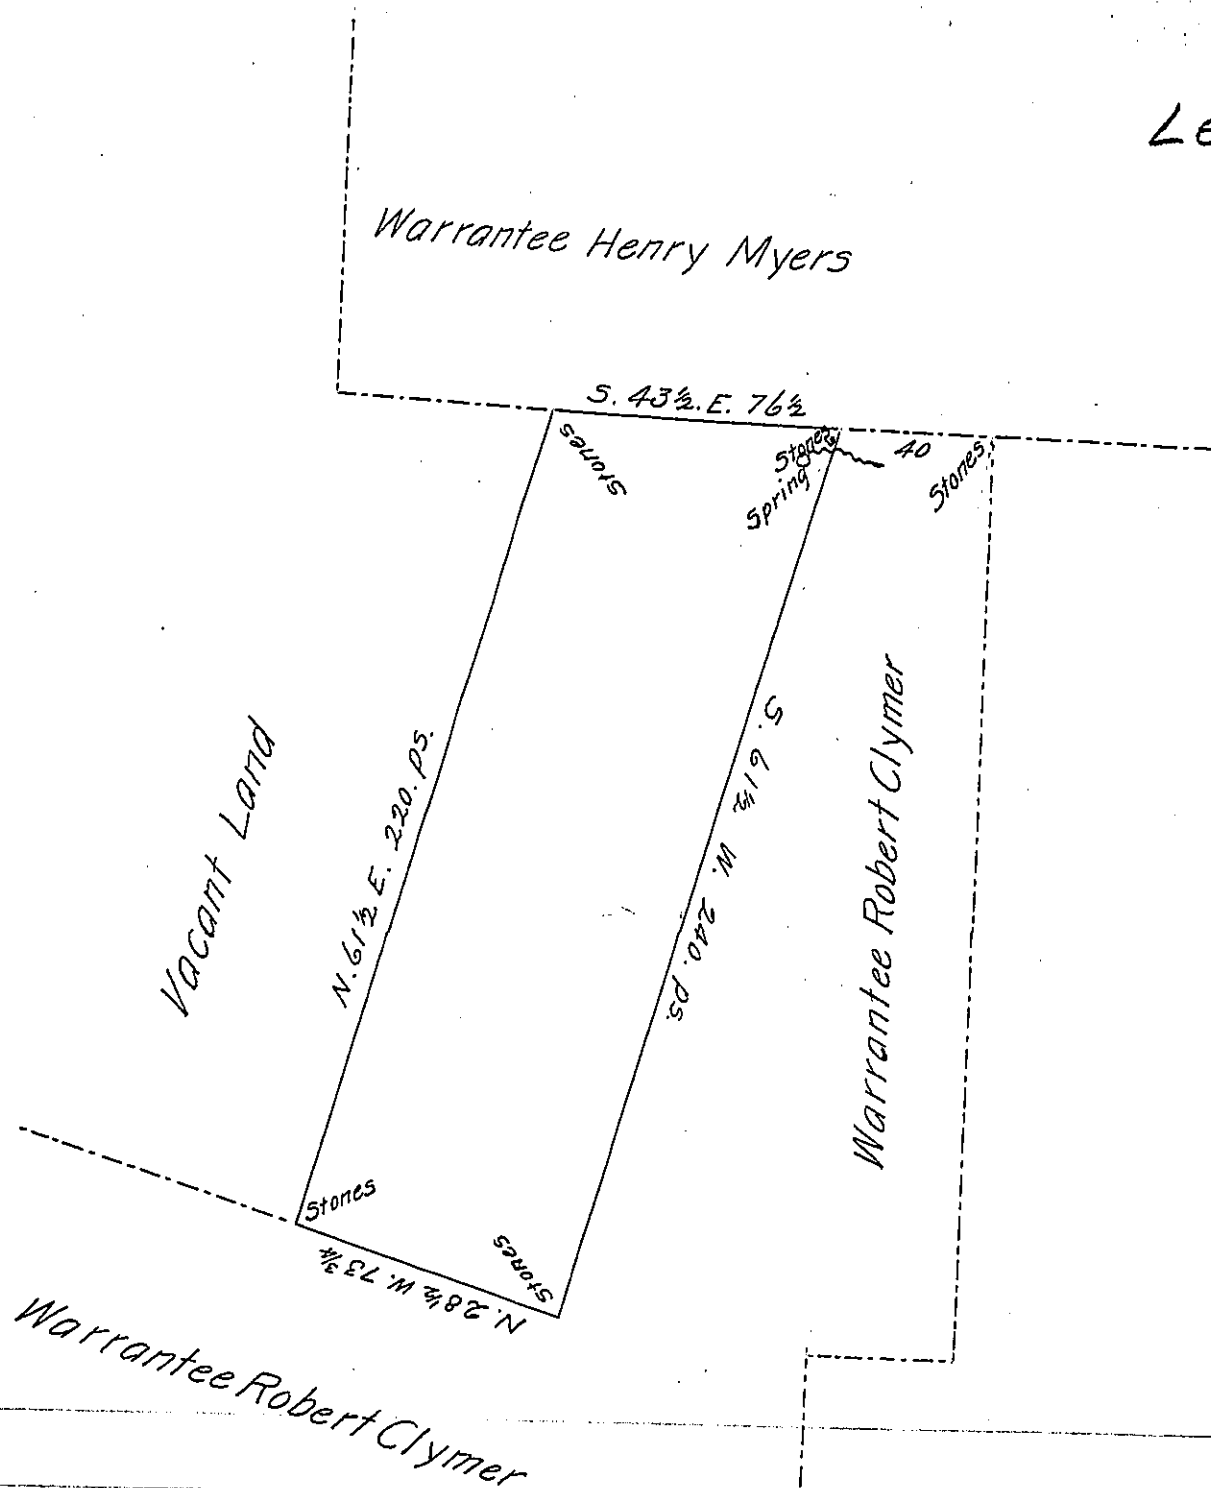 Le
Warrantee Henry Myers
S. 43½. E. 76½
Stones
Stones
Spring
40
Stones
Vacant Land
N. 61½ E. 220. ps.
S. 61½ W. 240. ps.
Warrantee Robert Clymer
Stones
Stones
N. 28½ W. 73¾
Warrantee Robert Clymer